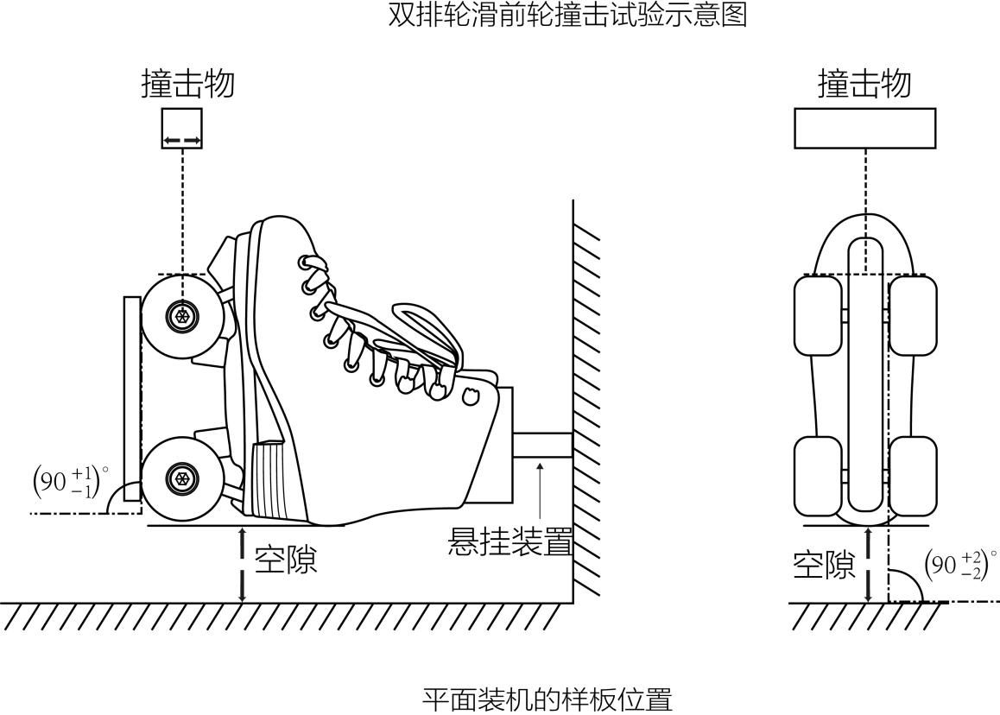 双排轮滑前轮撞击试验示意图
撞击物
撞击物
(90 +1 −1)°
悬挂装置
空隙
空隙
(90 +2 −2)°
平面装机的样板位置